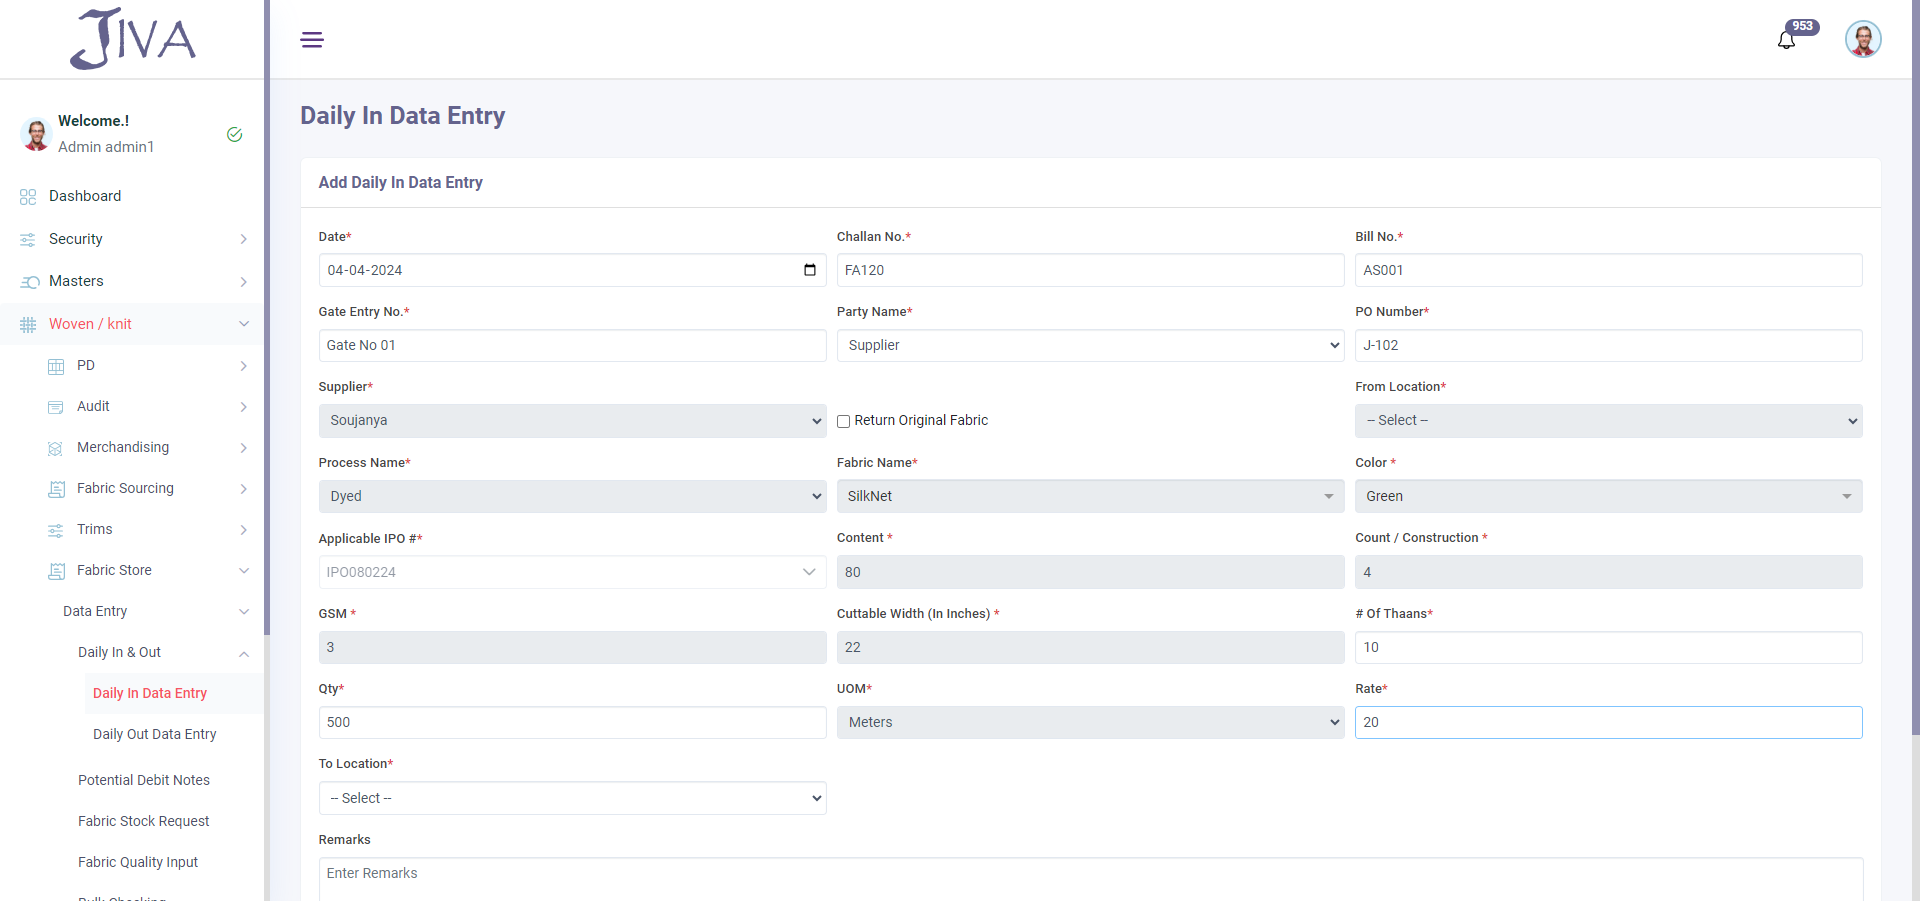 JIVA
953
Welcome.!
Admin admin1
Dashboard
Security
Masters
Woven / knit
PD
Audit
Merchandising
Fabric Sourcing
Trims
Fabric Store
Data Entry
Daily In & Out
Daily In Data Entry
Daily Out Data Entry
Potential Debit Notes
Fabric Stock Request
Fabric Quality Input
Bulk Checking
Daily In Data Entry
Add Daily In Data Entry
Date* Challan No.* Bill No.*
04-04-2024 FA120 AS001
Gate Entry No.* Party Name* PO Number*
Gate No 01 Supplier J-102
Supplier* From Location*
Soujanya Return Original Fabric -- Select --
Process Name* Fabric Name* Color *
Dyed SilkNet Green
Applicable IPO #* Content * Count / Construction *
IPO080224 80 4
GSM * Cuttable Width (In Inches) * # Of Thaans*
3 22 10
Qty* UOM* Rate*
500 Meters 20
To Location*
-- Select --
Remarks
Enter Remarks